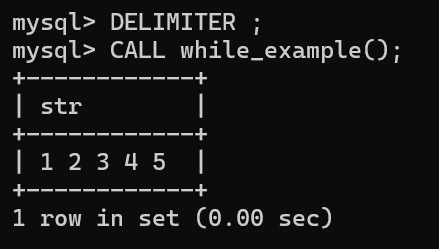 mysql> DELIMITER ;
mysql> CALL while_example();
+------------+
| str        |
+------------+
| 1 2 3 4 5  |
+------------+
1 row in set (0.00 sec)